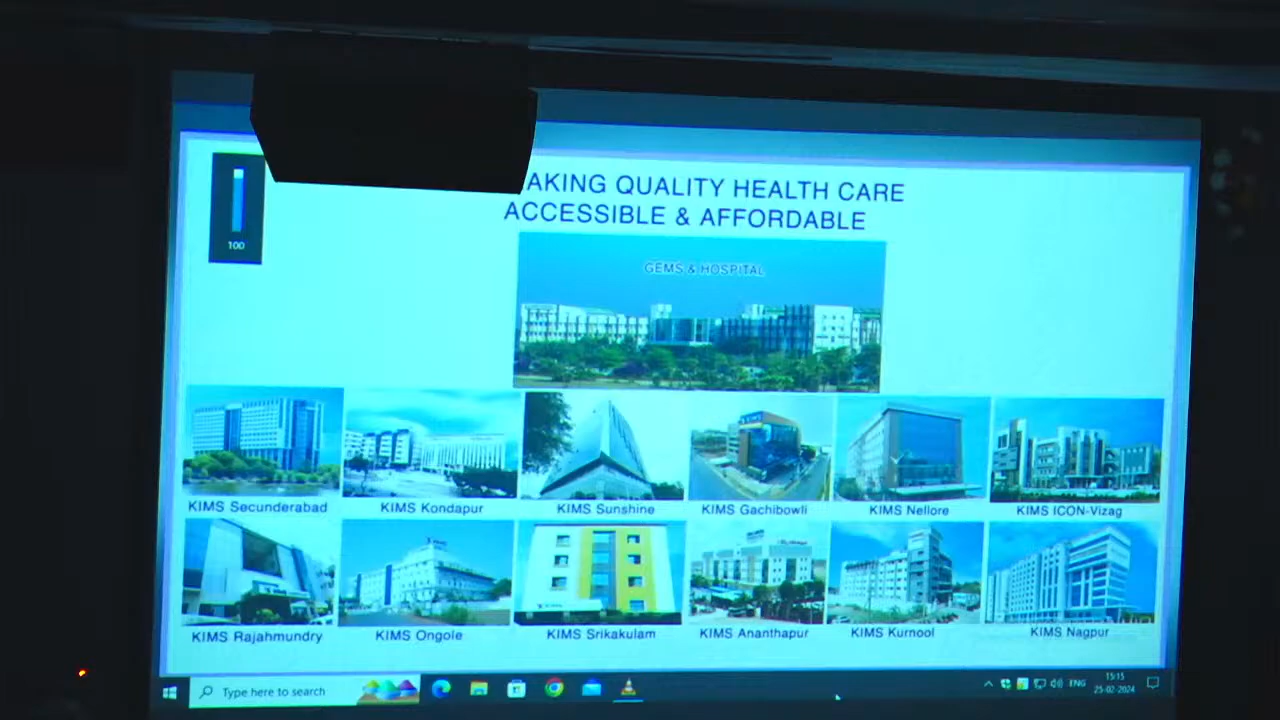 AKING QUALITY HEALTH CARE
ACCESSIBLE & AFFORDABLE
100
GEMS & HOSPITAL
KIMS Secunderabad
KIMS Kondapur
KIMS Sunshine
KIMS Gachibowli
KIMS Nellore
KIMS ICON-Vizag
KIMS Rajahmundry
KIMS Ongole
KIMS Srikakulam
KIMS Ananthapur
KIMS Kurnool
KIMS Nagpur
Type here to search
ENG
15:15
25-02-2024